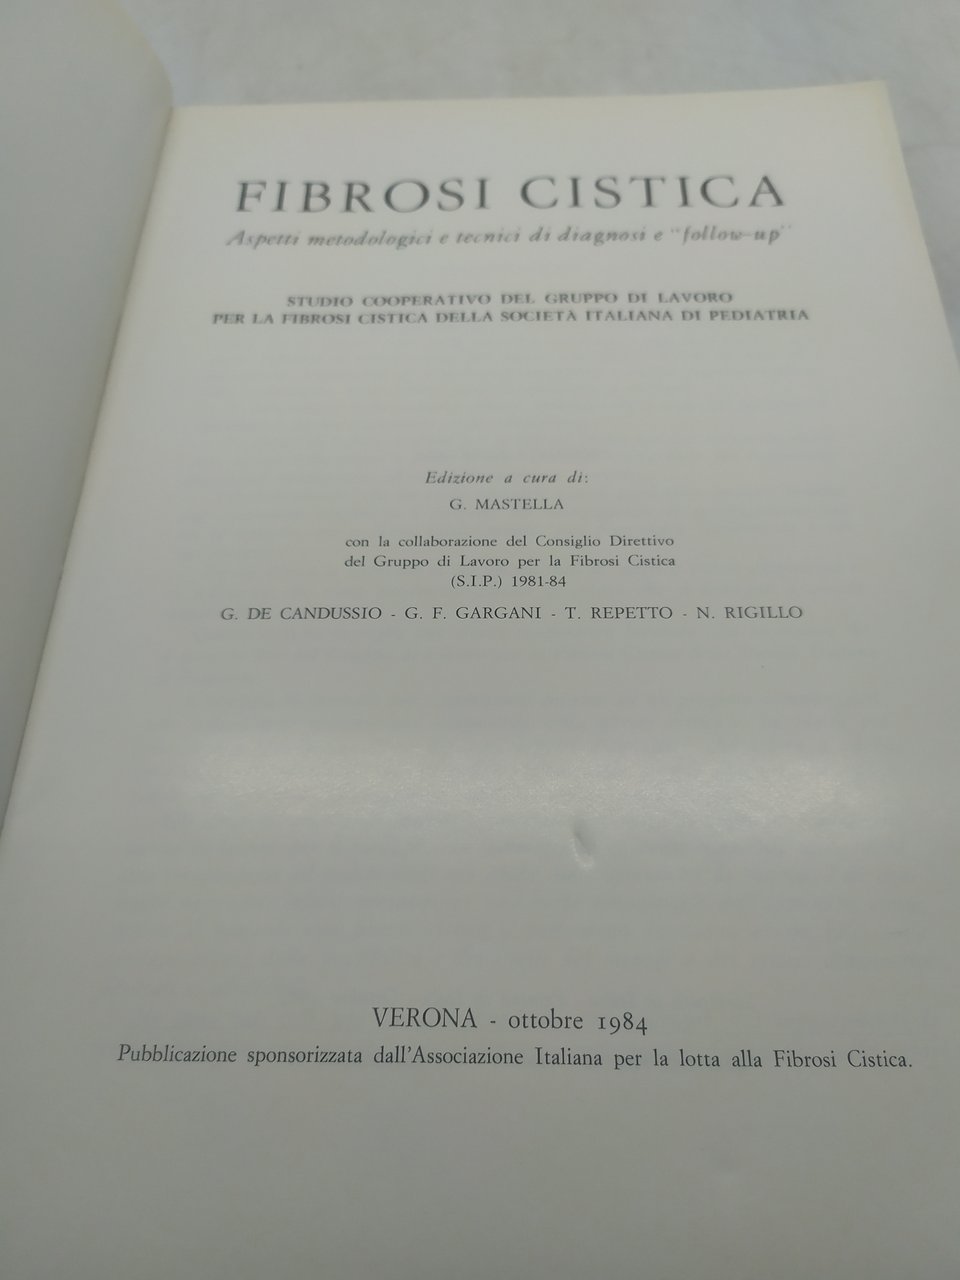 FIBROSI CISTICA
Aspetti metodologici e tecnici di diagnosi e "follow-up"
STUDIO COOPERATIVO DEL GRUPPO DI LAVORO
PER LA FIBROSI CISTICA DELLA SOCIETÀ ITALIANA DI PEDIATRIA
Edizione a cura di:
G. MASTELLA
con la collaborazione del Consiglio Direttivo
del Gruppo di Lavoro per la Fibrosi Cistica
(S.I.P.) 1981-84
G. DE CANDUSSIO - G. F. GARGANI - T. REPETTO - N. RIGILLO
VERONA - ottobre 1984
Pubblicazione sponsorizzata dall'Associazione Italiana per la lotta alla Fibrosi Cistica.